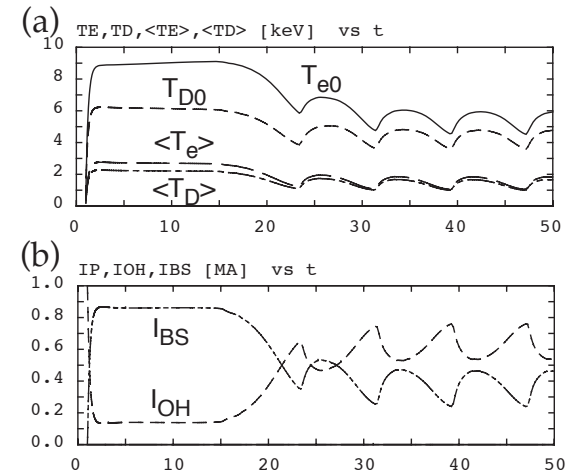 (a)
TE,TD,<TE>,<TD> [keV] vs t
10
8
6
4
2
0
T_D0
T_e0
<T_e>
<T_D>
0 10 20 30 40 50
(b)
IP,IOH,IBS [MA] vs t
1.0
0.8
0.6
0.4
0.2
0.0
I_BS
I_OH
0 10 20 30 40 50